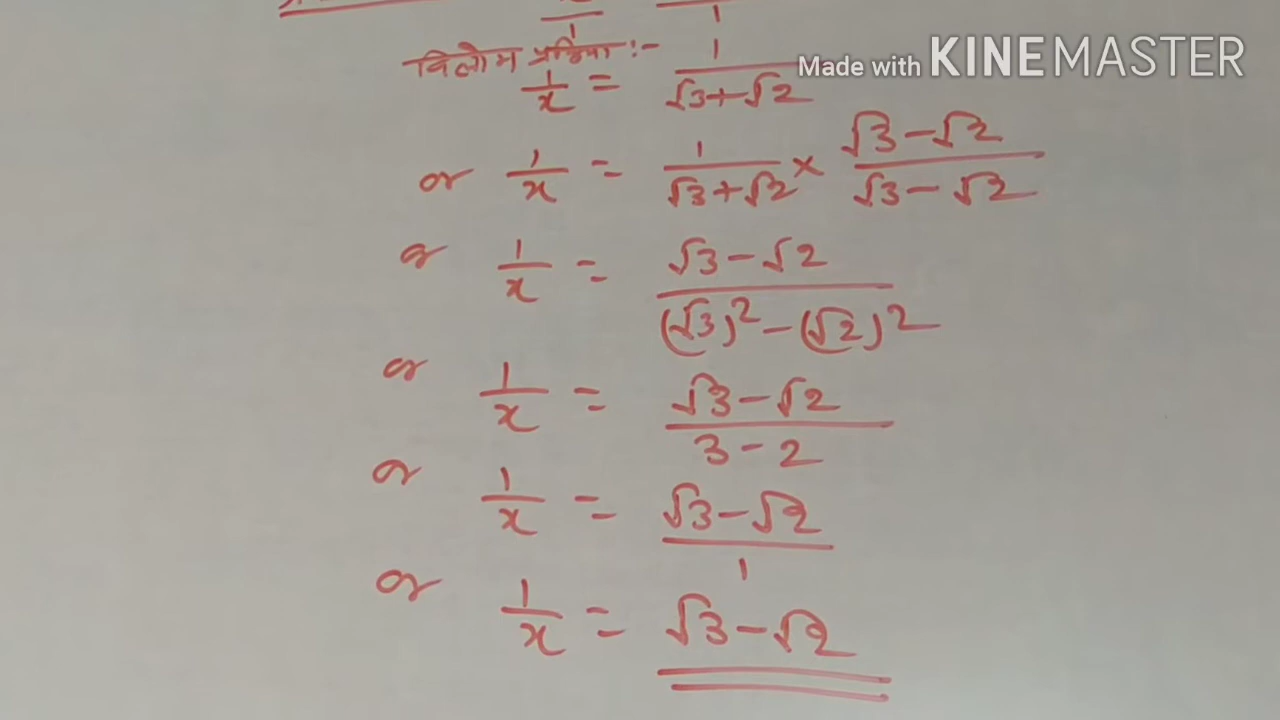 विलोम प्रक्रिया :-
Made with KINEMASTER
1/x = 1/(√3+√2)
or 1/x = 1/(√3+√2) × (√3-√2)/(√3-√2)
or 1/x = (√3-√2)/((√3)²-(√2)²)
or 1/x = (√3-√2)/(3-2)
or 1/x = (√3-√2)/1
or 1/x = √3-√2